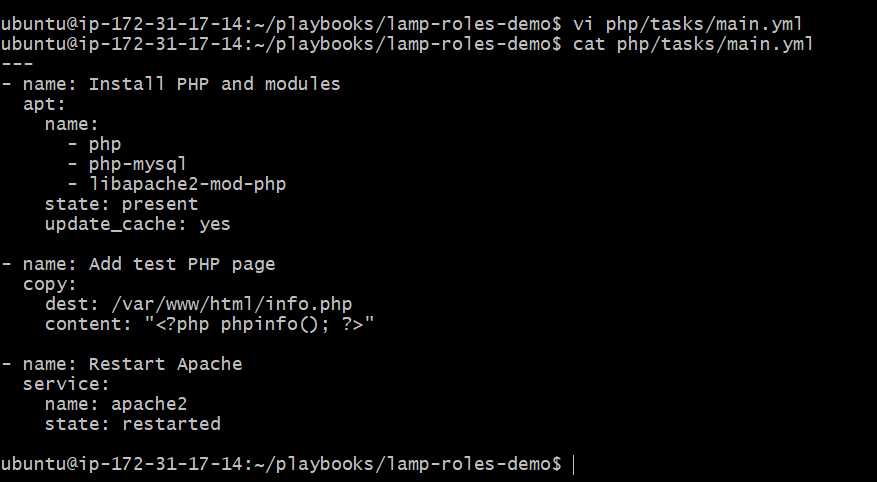 ubuntu@ip-172-31-17-14:~/playbooks/lamp-roles-demo$ vi php/tasks/main.yml
ubuntu@ip-172-31-17-14:~/playbooks/lamp-roles-demo$ cat php/tasks/main.yml
---
- name: Install PHP and modules
  apt:
    name:
      - php
      - php-mysql
      - libapache2-mod-php
    state: present
    update_cache: yes

- name: Add test PHP page
  copy:
    dest: /var/www/html/info.php
    content: "<?php phpinfo(); ?>"

- name: Restart Apache
  service:
    name: apache2
    state: restarted

ubuntu@ip-172-31-17-14:~/playbooks/lamp-roles-demo$